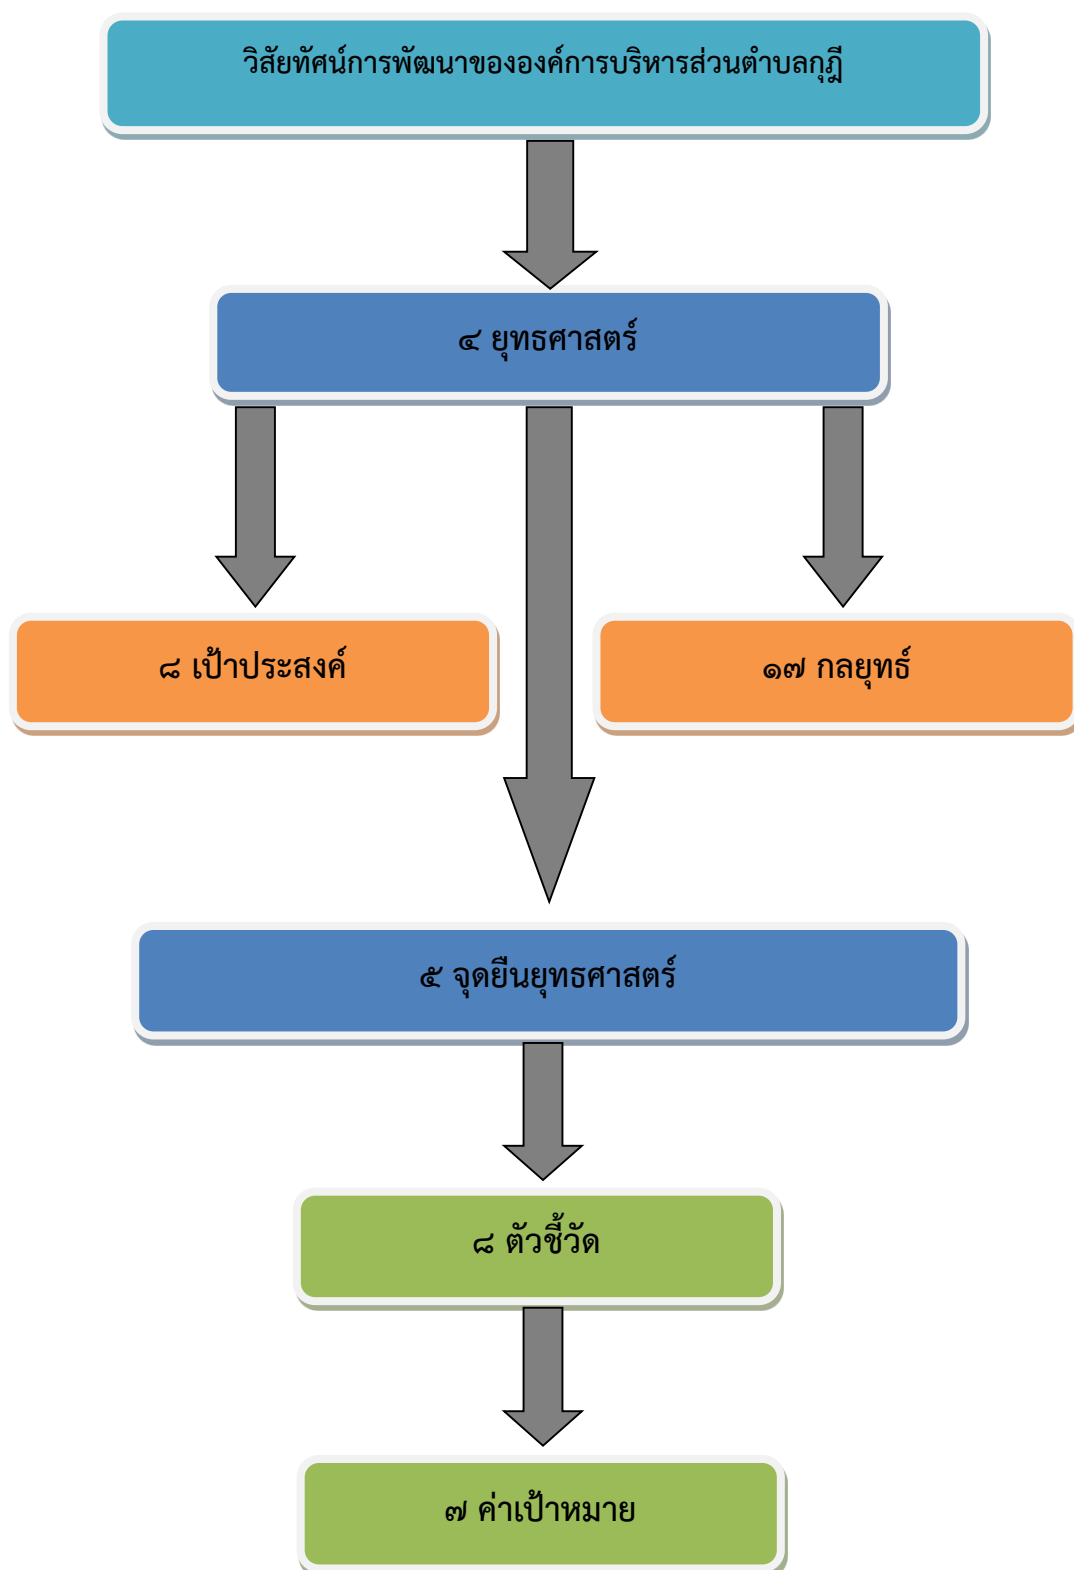 วิสัยทัศน์การพัฒนาขององค์การบริหารส่วนตำบลกุฎี
๔ ยุทธศาสตร์
๘ เป้าประสงค์
๑๗ กลยุทธ์
๕ จุดยืนยุทธศาสตร์
๘ ตัวชี้วัด
๗ ค่าเป้าหมาย